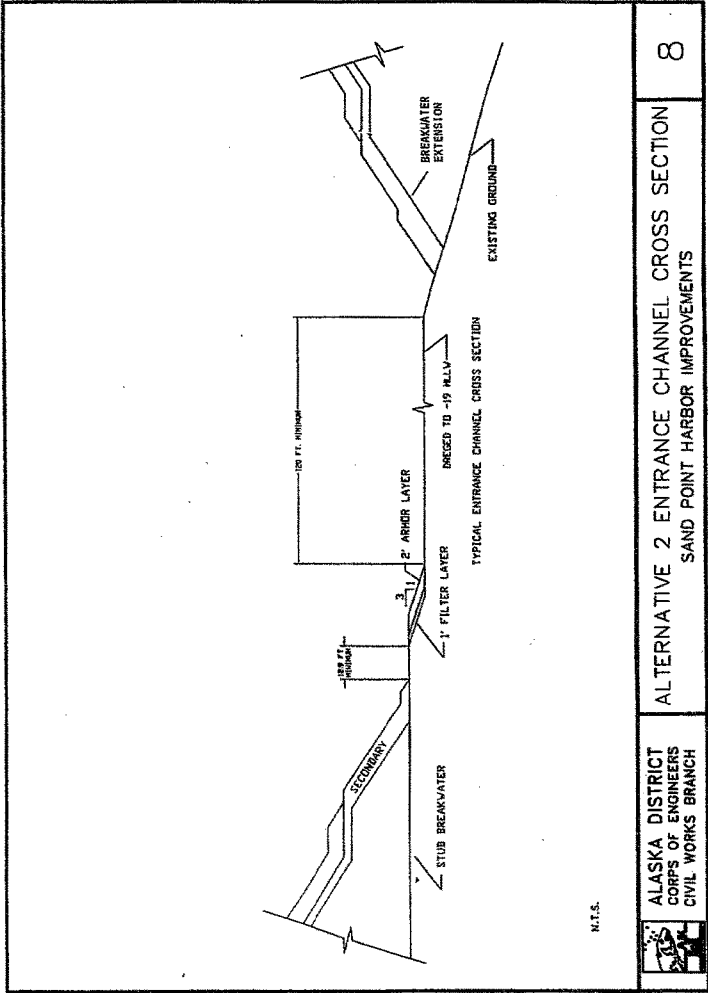 120 FT. MINIMUM
MINIMUM
SECONDARY
3
1
2' ARMOR LAYER
1' FILTER LAYER
STUB BREAKWATER
DREGED TO -19 MLLW
TYPICAL ENTRANCE CHANNEL CROSS SECTION
BREAKWATER
EXTENSION
EXISTING GROUND
N.T.S.
ALASKA DISTRICT
CORPS OF ENGINEERS
CIVIL WORKS BRANCH
ALTERNATIVE 2 ENTRANCE CHANNEL CROSS SECTION
SAND POINT HARBOR IMPROVEMENTS
8